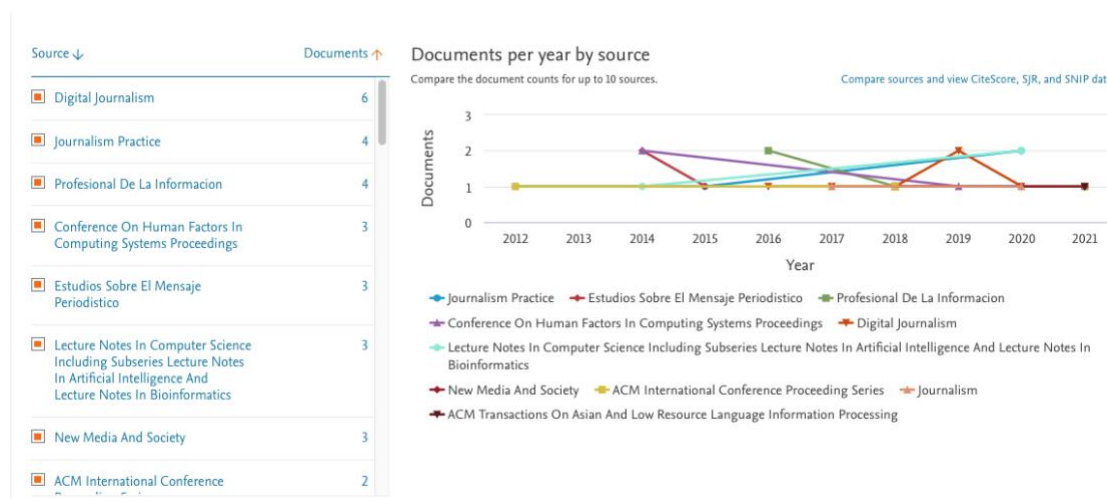 Source ↓ Documents ↑
Digital Journalism 6
Journalism Practice 4
Profesional De La Informacion 4
Conference On Human Factors In
Computing Systems Proceedings 3
Estudios Sobre El Mensaje
Periodistico 3
Lecture Notes In Computer Science
Including Subseries Lecture Notes
In Artificial Intelligence And
Lecture Notes In Bioinformatics 3
New Media And Society 3
ACM International Conference 2
Documents per year by source
Compare the document counts for up to 10 sources.
Compare sources and view CiteScore, SJR, and SNIP dat
3
2
1
0
Documents
2012 2013 2014 2015 2016 2017 2018 2019 2020 2021
Year
Journalism Practice Estudios Sobre El Mensaje Periodistico Profesional De La Informacion
Conference On Human Factors In Computing Systems Proceedings Digital Journalism
Lecture Notes In Computer Science Including Subseries Lecture Notes In Artificial Intelligence And Lecture Notes In
Bioinformatics
New Media And Society ACM International Conference Proceeding Series Journalism
ACM Transactions On Asian And Low Resource Language Information Processing